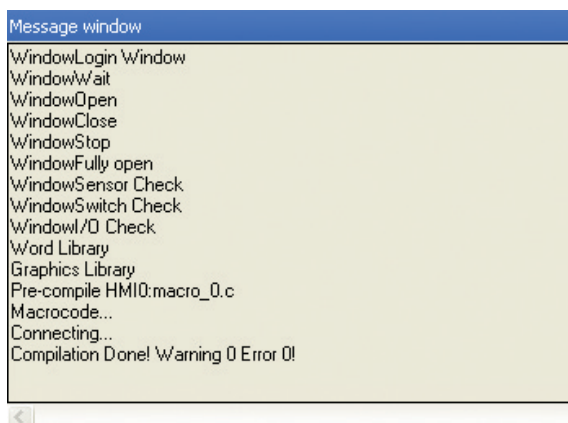 Message window
WindowLogin Window
WindowWait
WindowOpen
WindowClose
WindowStop
WindowFully open
WindowSensor Check
WindowSwitch Check
WindowI/O Check
Word Library
Graphics Library
Pre-compile HMI0:macro_0.c
Macrocode...
Connecting...
Compilation Done! Warning 0 Error 0!